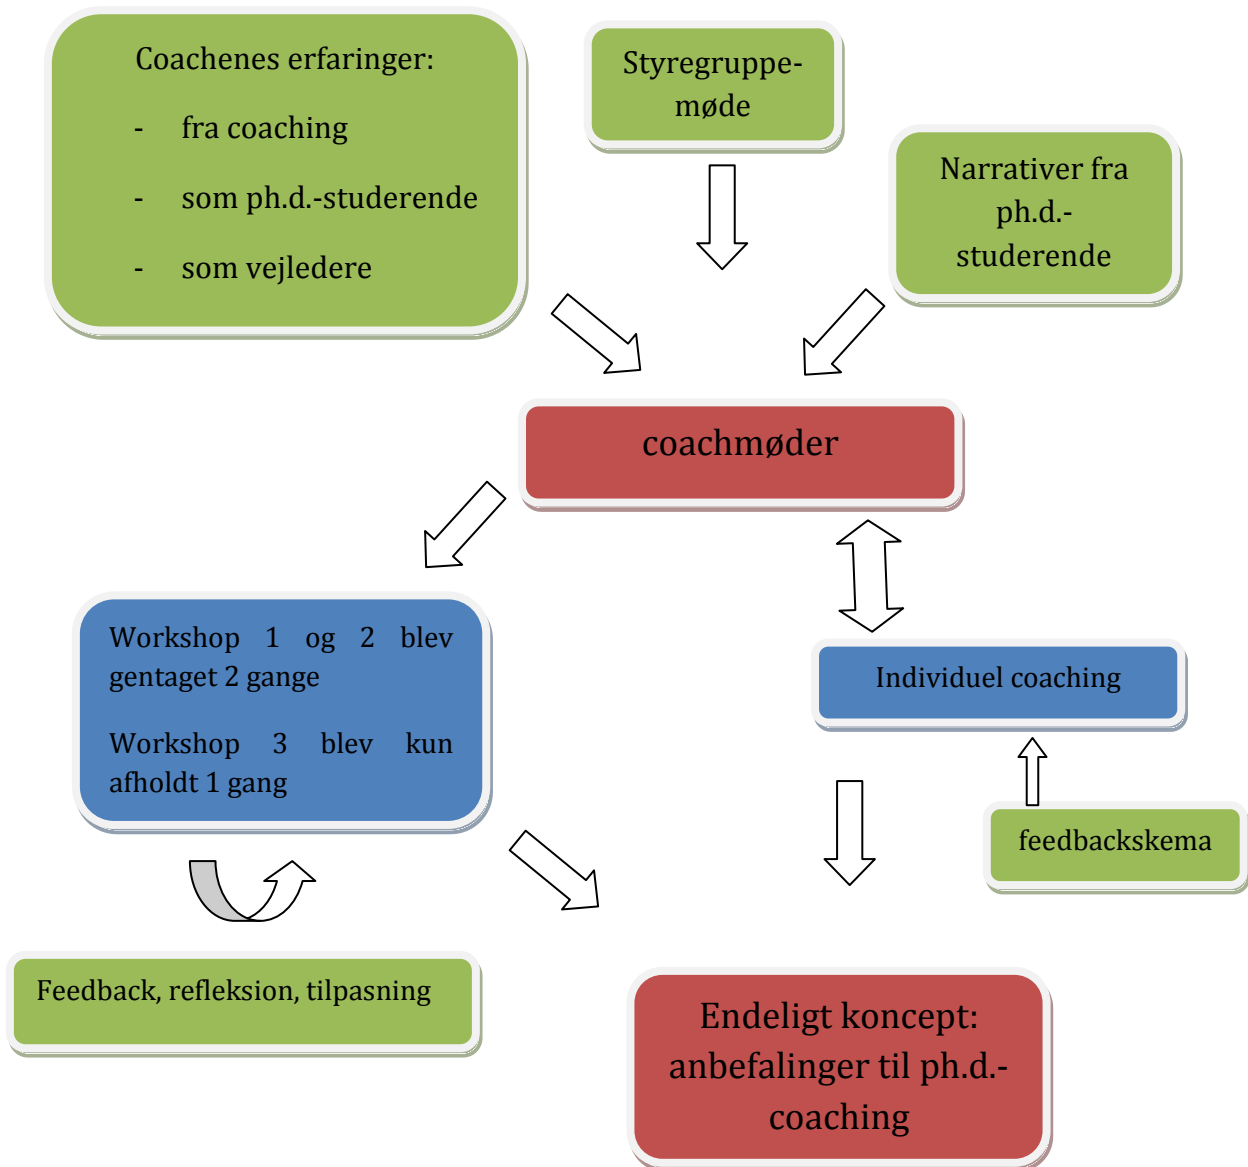 Coachenes erfaringer:
- fra coaching
- som ph.d.-studerende
- som vejledere
Styregruppe-
møde
Narrativer fra
ph.d.-
studerende
coachmøder
Workshop 1 og 2 blev
gentaget 2 gange
Workshop 3 blev kun
afholdt 1 gang
Individuel coaching
feedbackskema
Feedback, refleksion, tilpasning
Endeligt koncept:
anbefalinger til ph.d.-
coaching